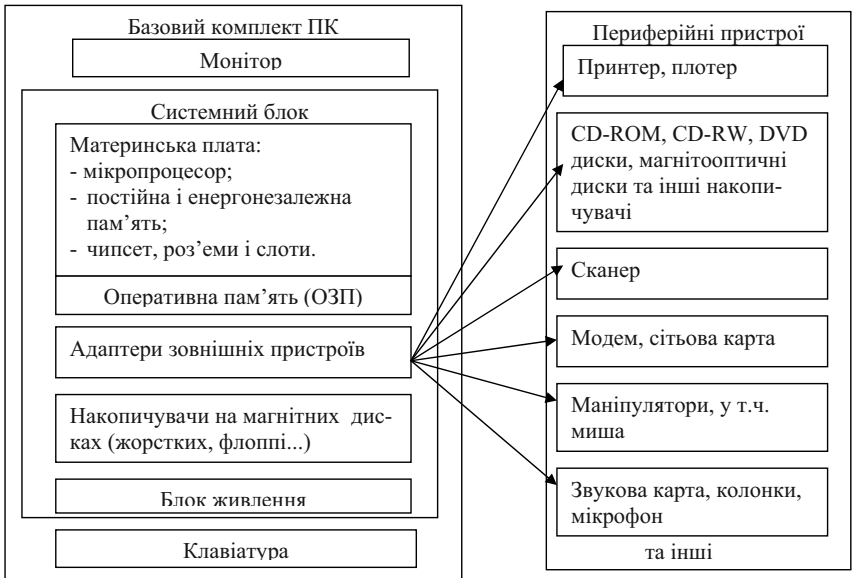 Базовий комплект ПК
Монітор
Системний блок
Материнська плата:
- мікропроцесор;
- постійна і енергонезалежна
пам’ять;
- чипсет, роз’еми і слоти.
Оперативна пам’ять (ОЗП)
Адаптери зовнішніх пристроїв
Накопичувачи на магнітних дис-
ках (жорстких, флоппі...)
Блок живлення
Клавіатура
Периферійні пристрої
Принтер, плотер
CD-ROM, CD-RW, DVD
диски, магнітооптичні
диски та інші накопи-
чувачі
Сканер
Модем, сітьова карта
Маніпулятори, у т.ч.
миша
Звукова карта, колонки,
мікрофон
та інші